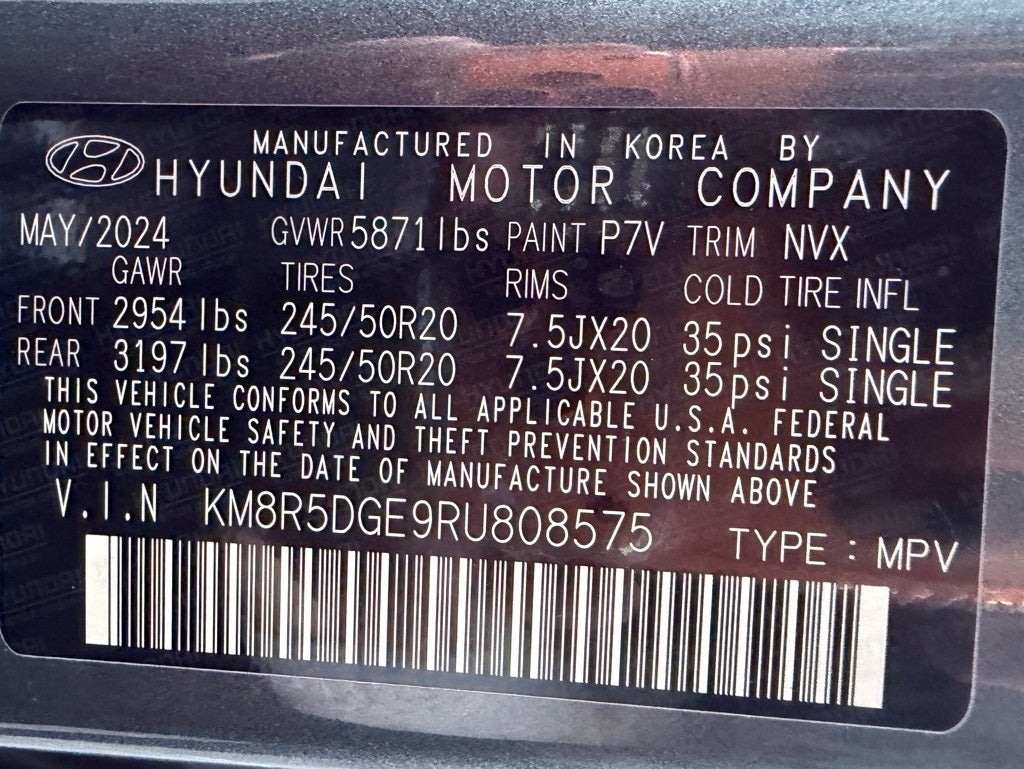 MANUFACTURED IN KOREA BY
HYUNDAI MOTOR COMPANY
MAY/2024 GVWR 5871lbs PAINT P7V TRIM NVX
GAWR TIRES RIMS COLD TIRE INFL
FRONT 2954 lbs 245/50R20 7.5JX20 35psi SINGLE
REAR 3197 lbs 245/50R20 7.5JX20 35psi SINGLE
THIS VEHICLE CONFORMS TO ALL APPLICABLE U.S.A. FEDERAL
MOTOR VEHICLE SAFETY AND THEFT PREVENTION STANDARDS
IN EFFECT ON THE DATE OF MANUFACTURE SHOWN ABOVE
V.I.N KM8R5DGE9RU808575 TYPE : MPV